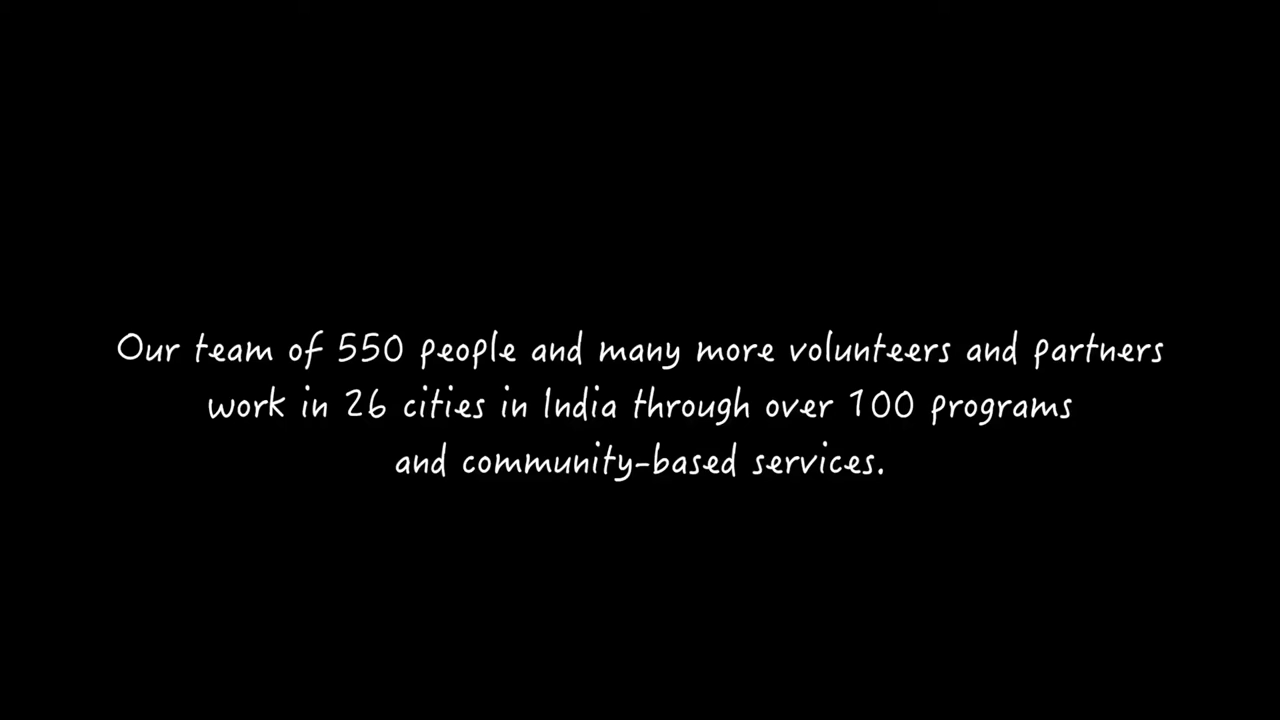 Our team of 550 people and many more volunteers and partners
work in 26 cities in India through over 100 programs
and community-based services.